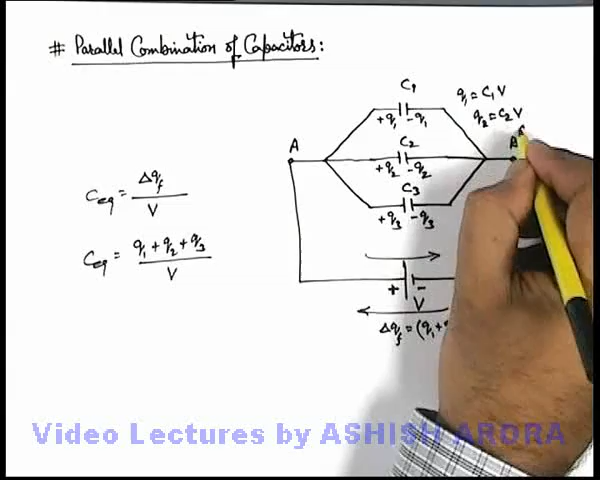 # Parallel Combination of Capacitors:
C1
q1 = C1 V
+q1 -q1
q2 = C2 V
A
C2
+q2 -q2
Ceq = Δqf / V
C3
+q3 -q3
Ceq = q1 + q2 + q3 / V
+ -
V
Δqf = (q1 +
Video Lectures by ASHISH ARORA